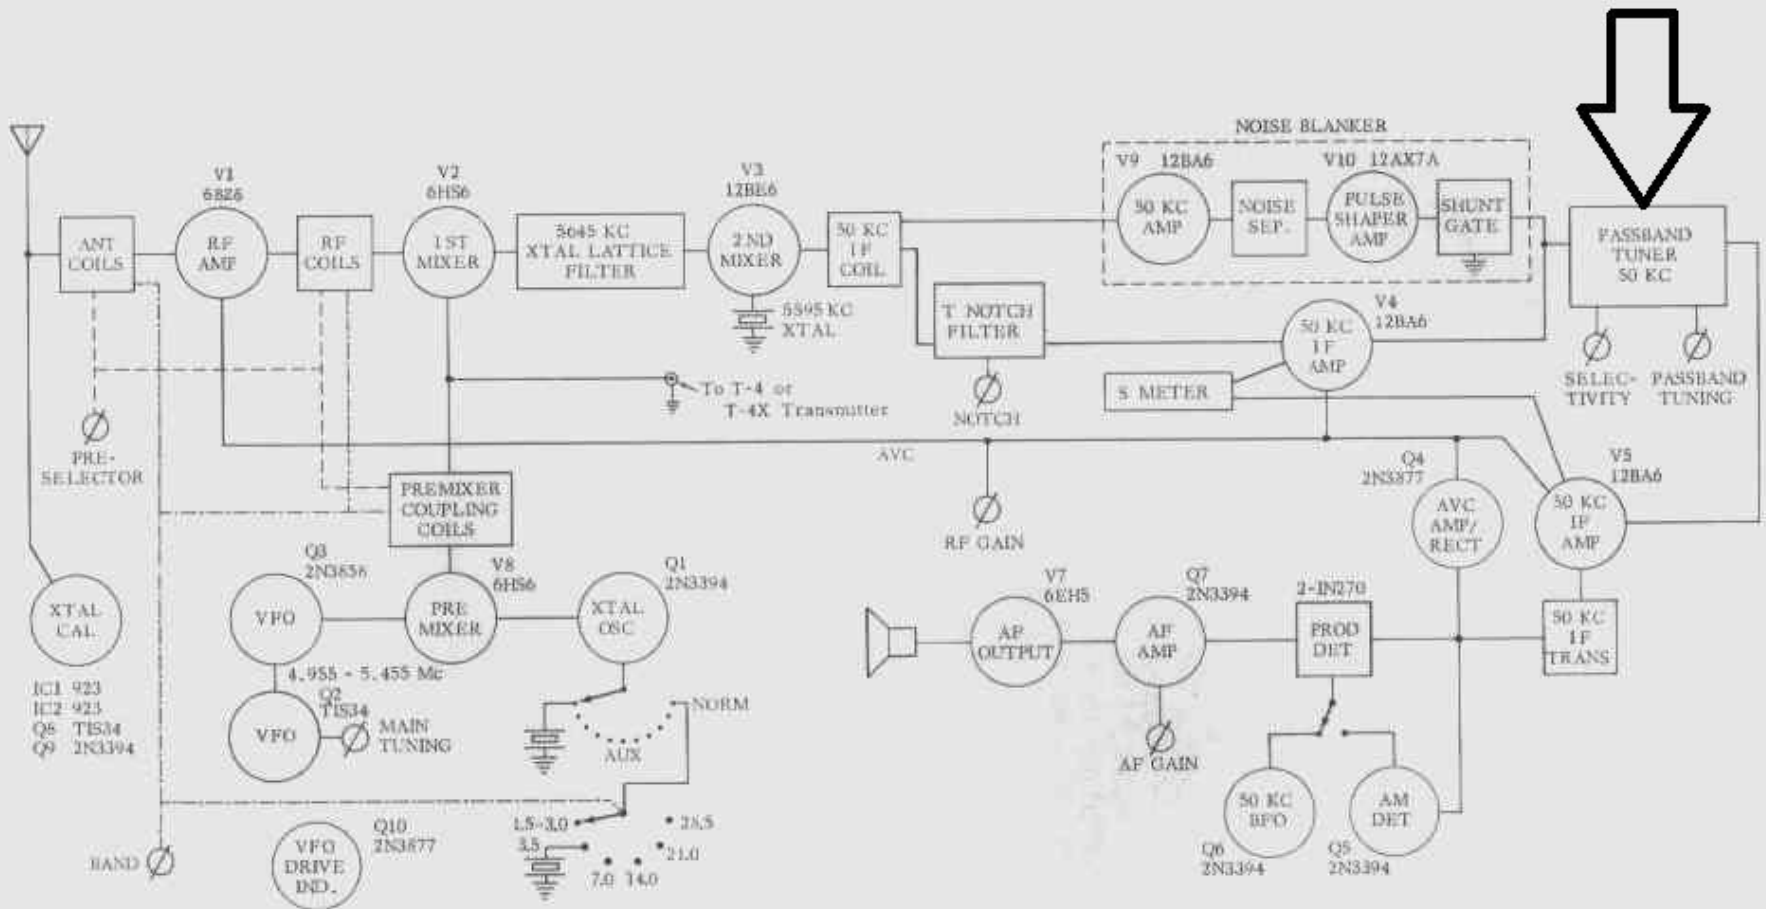 NOISE BLANKER
V9 12BA6
V10 12AX7A
50 KC
AMP
NOISE
SEP.
PULSE
SHAPER
AMP
SHUNT
GATE
PASSBAND
TUNER
50 KC
SELEC-
TIVITY
PASSBAND
TUNING
ANT
COILS
V1
6BZ6
RF
AMP
RF
COILS
V2
6HS6
1ST
MIXER
5645 KC
XTAL LATTICE
FILTER
V3
12BE6
2ND
MIXER
5595 KC
XTAL
50 KC
IF
COIL
T NOTCH
FILTER
NOTCH
V4
12BA6
50 KC
IF
AMP
S METER
To T-4 or
T-4X Transmitter
PRE-
SELECTOR
AVC
RF GAIN
PREMIXER
COUPLING
COILS
Q4
2N3877
AVC
AMP/
RECT
V5
12BA6
50 KC
IF
AMP
50 KC
IF
TRANS
XTAL
CAL
IC1 923
IC2 923
Q8 TIS34
Q9 2N3394
Q3
2N3858
VFO
V8
6HS6
PRE
MIXER
Q1
2N3394
XTAL
OSC
4.955 - 5.455 Mc
Q2
TIS34
VFO
MAIN
TUNING
NORM
AUX
V7
6EH5
AF
OUTPUT
Q7
2N3394
AF
AMP
AF GAIN
2-1N270
PROD
DET
50 KC
BFO
Q6
2N3394
AM
DET
Q5
2N3394
BAND
VFO
DRIVE
IND.
Q10
2N3877
1.5-3.0
3.5
7.0
14.0
21.0
28.5